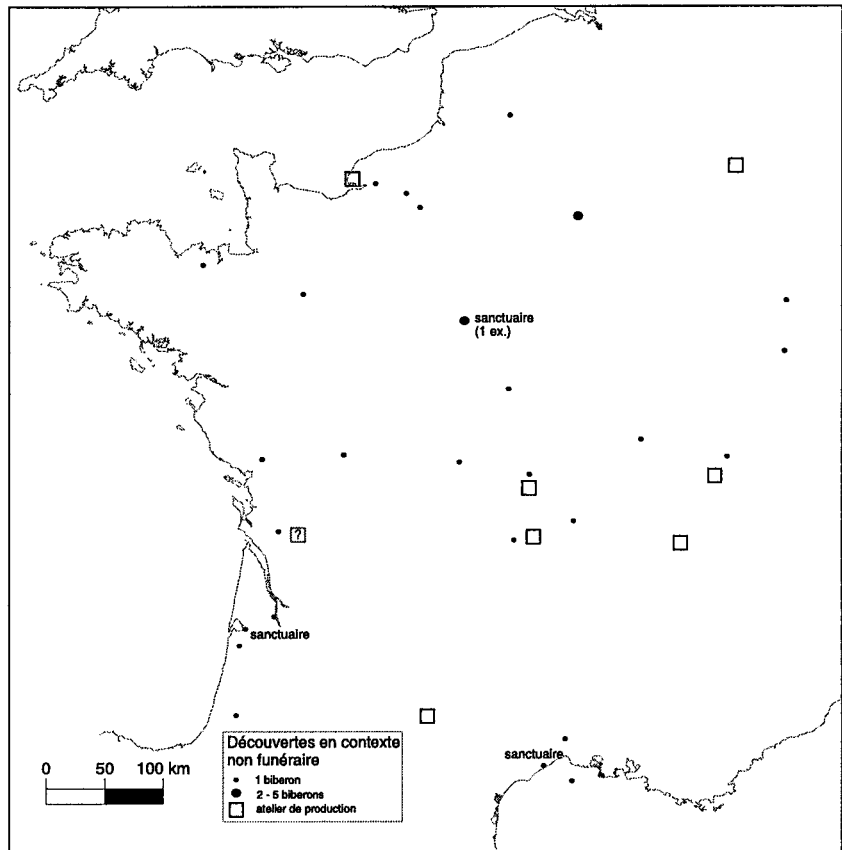 sanctuaire
(1 ex.)
?
sanctuaire
sanctuaire
0 50 100 km
Découvertes en contexte
non funéraire
1 biberon
2 - 5 biberons
atelier de production